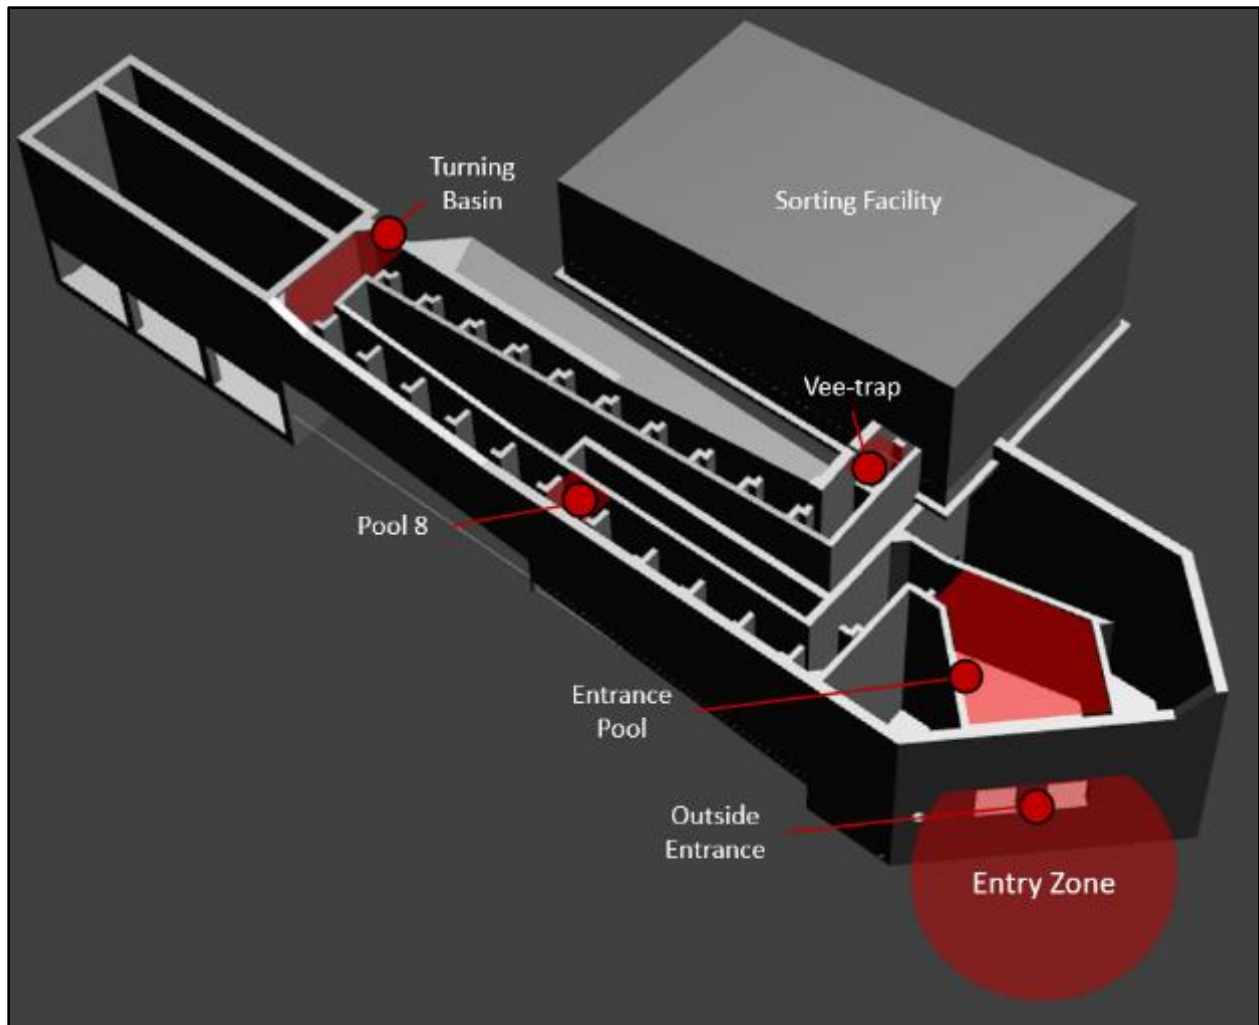 Turning
Basin
Sorting Facility
Vee-trap
Pool 8
Entrance
Pool
Outside
Entrance
Entry Zone